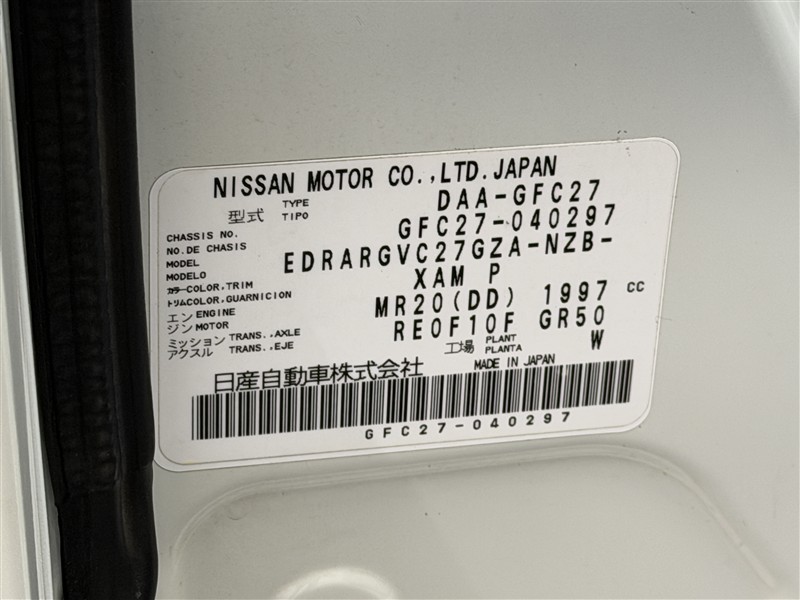 NISSAN MOTOR CO.,LTD.JAPAN
型式 TYPE TIPO DAA-GFC27
CHASSIS NO. NO.DE CHASIS GFC27-040297
MODEL MODELO EDRARGVC27GZA-NZB-
カラー COLOR,TRIM トリム COLOR,GUARNICION XAM P
エンジン ENGINE MOTOR MR20(DD) 1997 CC
ミッション アクスル TRANS.,AXLE TRANS.,EJE RE0F10F GR50
工場 PLANT PLANTA W
日産自動車株式会社 MADE IN JAPAN
GFC27-040297